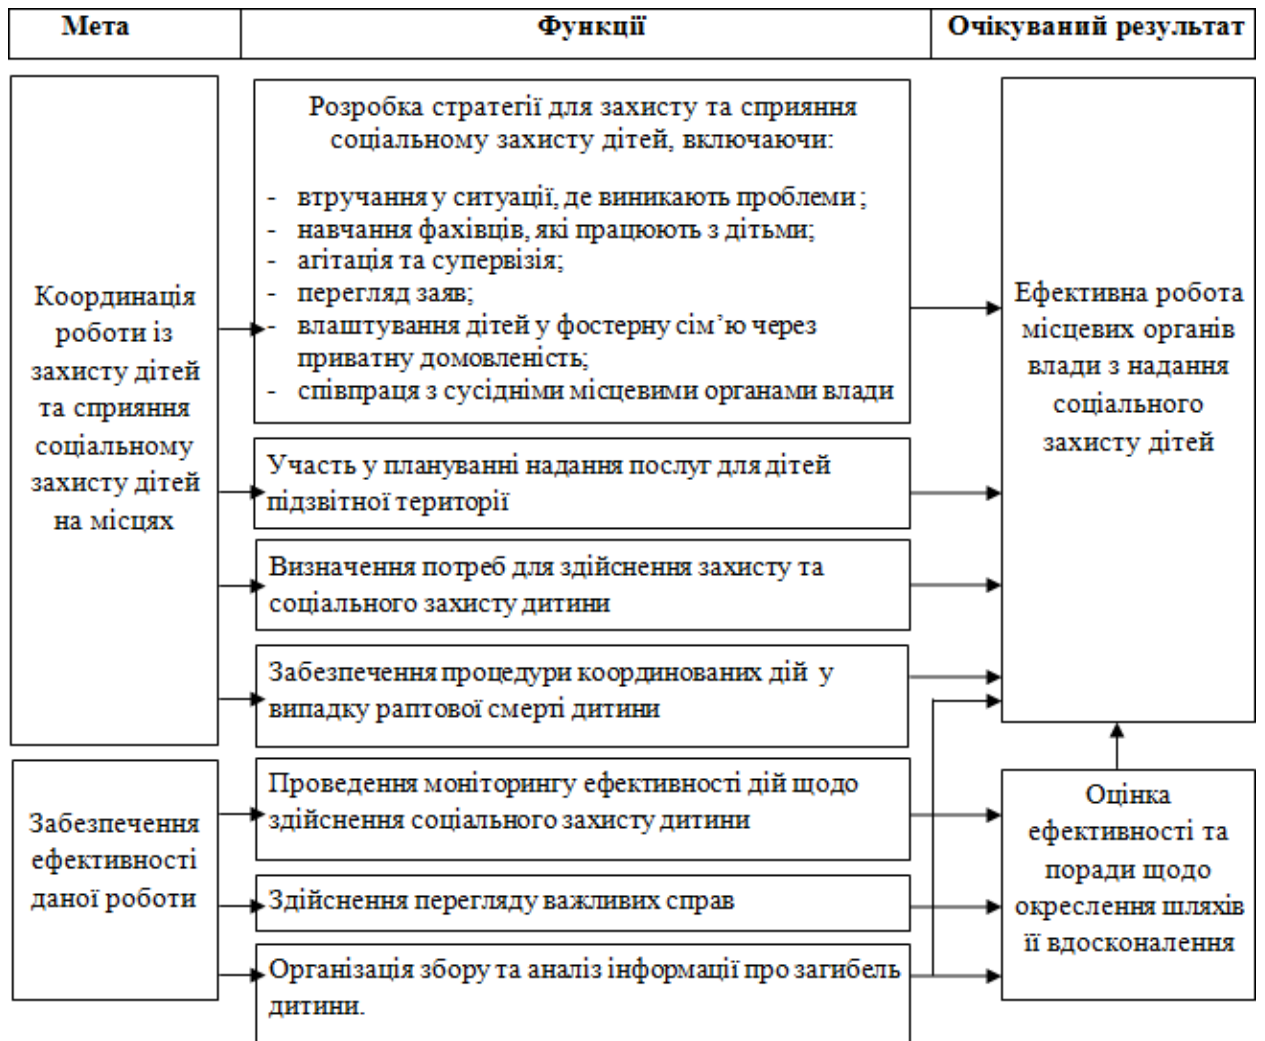 Мета
Функції
Очікуваний результат
Координація
роботи із
захисту дітей
та сприяння
соціальному
захисту дітей
на місцях
Розробка стратегії для захисту та сприяння
соціальному захисту дітей, включаючи:
- втручання у ситуації, де виникають проблеми ;
- навчання фахівців, які працюють з дітьми;
- агітація та супервізія;
- перегляд заяв;
- влаштування дітей у фостерну сім’ю через
приватну домовленість;
- співпраця з сусідніми місцевими органами влади
Участь у плануванні надання послуг для дітей
підзвітної території
Визначення потреб для здійснення захисту та
соціального захисту дитини
Забезпечення процедури координованих дій у
випадку раптової смерті дитини
Ефективна робота
місцевих органів
влади з надання
соціального
захисту дітей
Забезпечення
ефективності
даної роботи
Проведення моніторингу ефективності дій щодо
здійснення соціального захисту дитини
Здійснення перегляду важливих справ
Організація збору та аналіз інформації про загибель
дитини.
Оцінка
ефективності та
поради щодо
окреслення шляхів
її вдосконалення